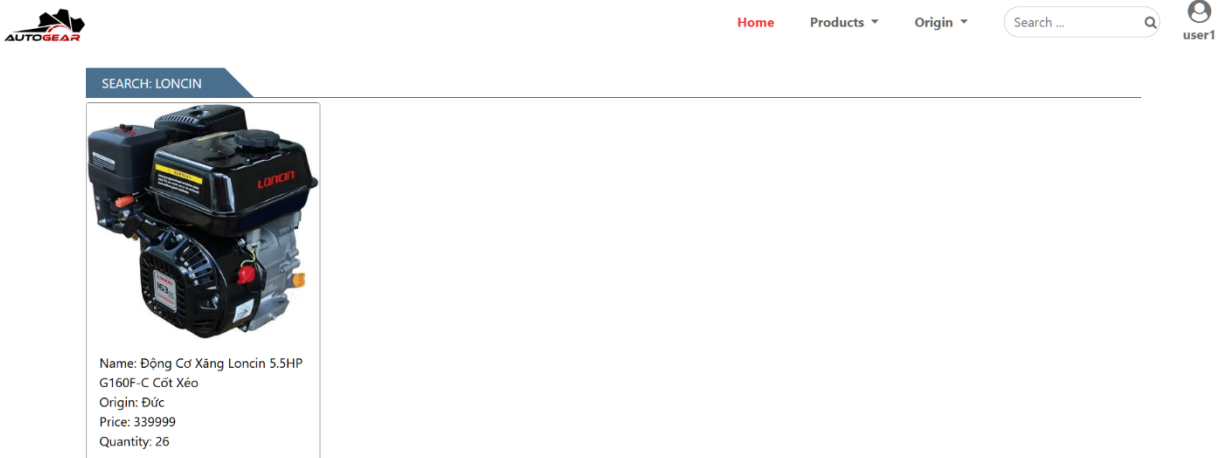 AUTOGEAR
Home Products Origin Search ... user1
SEARCH: LONCIN
LONCIN
163cc
Name: Động Cơ Xăng Loncin 5.5HP
G160F-C Cốt Xéo
Origin: Đức
Price: 339999
Quantity: 26